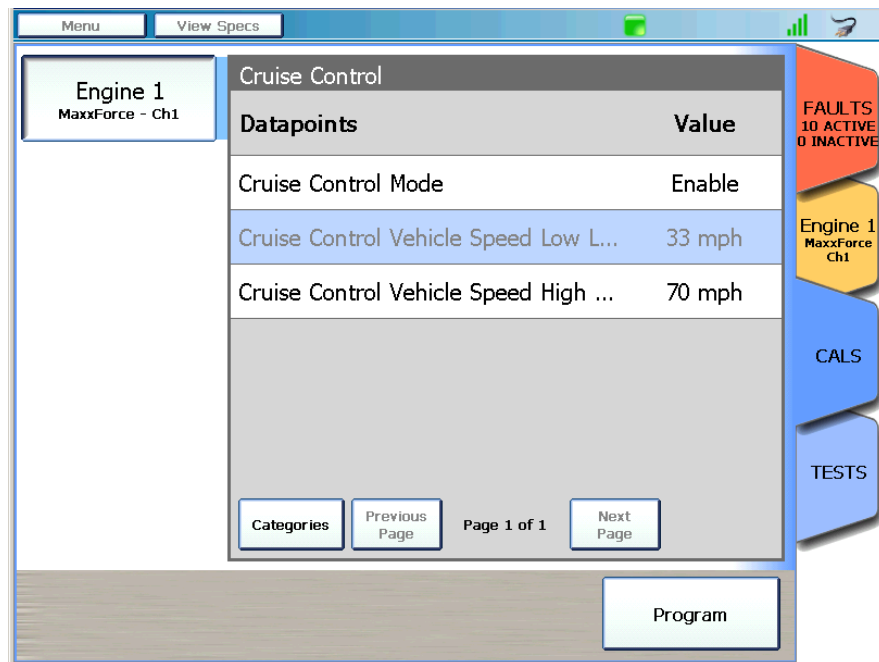 Menu
View Specs
Engine 1
MaxxForce - Ch1
Cruise Control
Datapoints Value
Cruise Control Mode Enable
Cruise Control Vehicle Speed Low L... 33 mph
Cruise Control Vehicle Speed High ... 70 mph
Categories
Previous
Page
Page 1 of 1
Next
Page
Program
FAULTS
10 ACTIVE
0 INACTIVE
Engine 1
MaxxForce
Ch1
CALS
TESTS